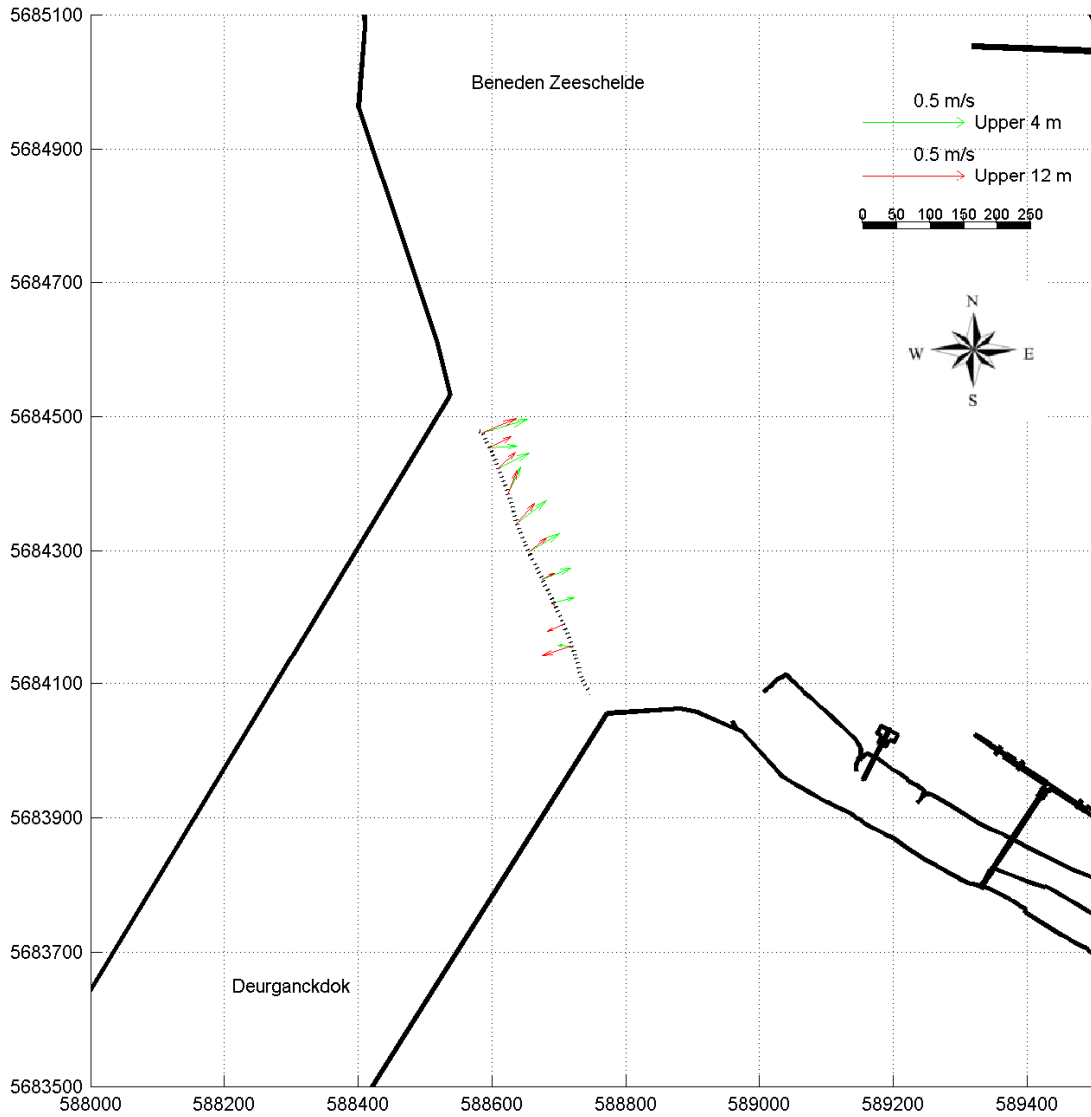 5685100
Beneden Zeeschelde
0.5 m/s
Upper 4 m
5684900
0.5 m/s
Upper 12 m
0 50 100 150 200 250
5684700
N
W E
S
5684500
5684300
5684100
5683900
5683700
Deurganckdok
5683500
588000 588200 588400 588600 588800 589000 589200 589400